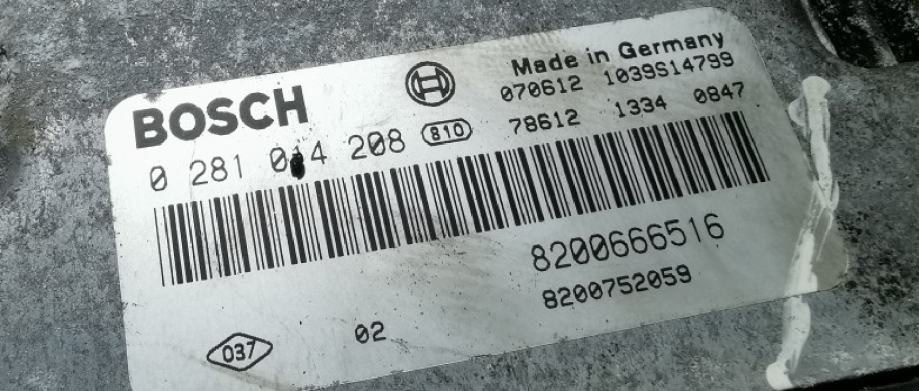 BOSCH
Made in Germany
070612 1039S14799
0 281 014 208 810
78612 1334 0847
8200666516
8200752059
037
02